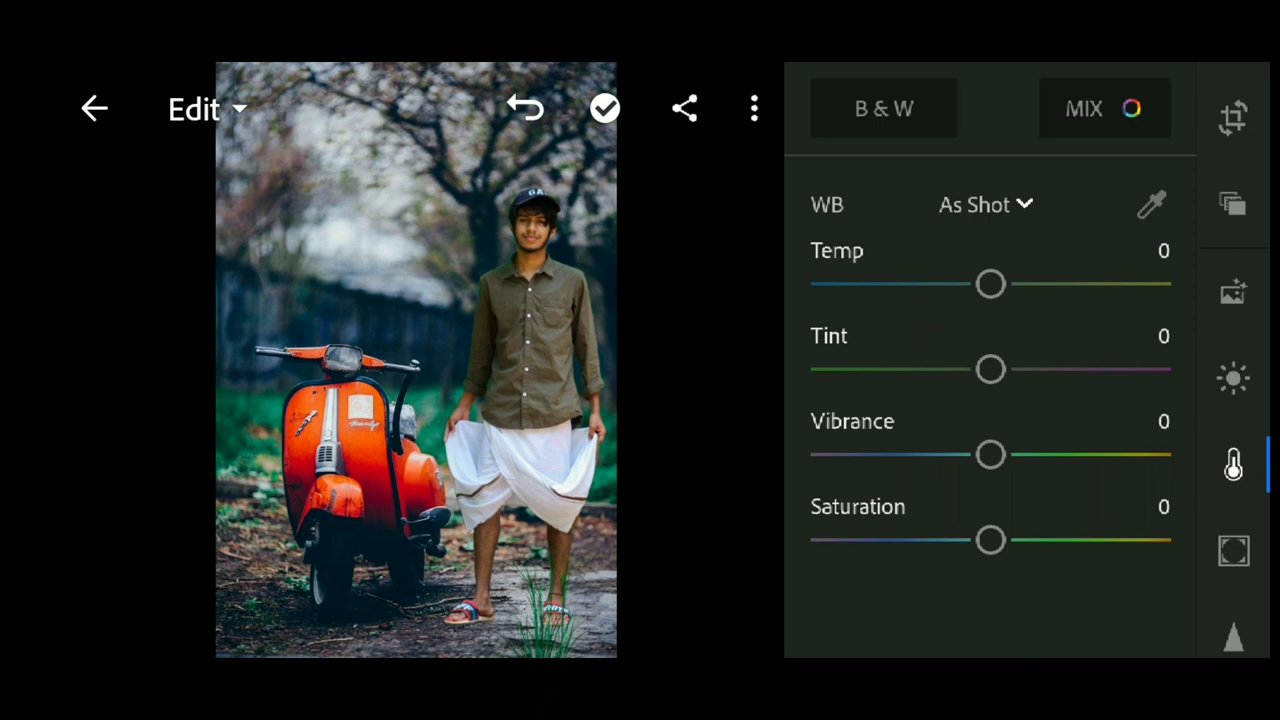 Edit
B & W
MIX
WB As Shot
Temp 0
Tint 0
Vibrance 0
Saturation 0